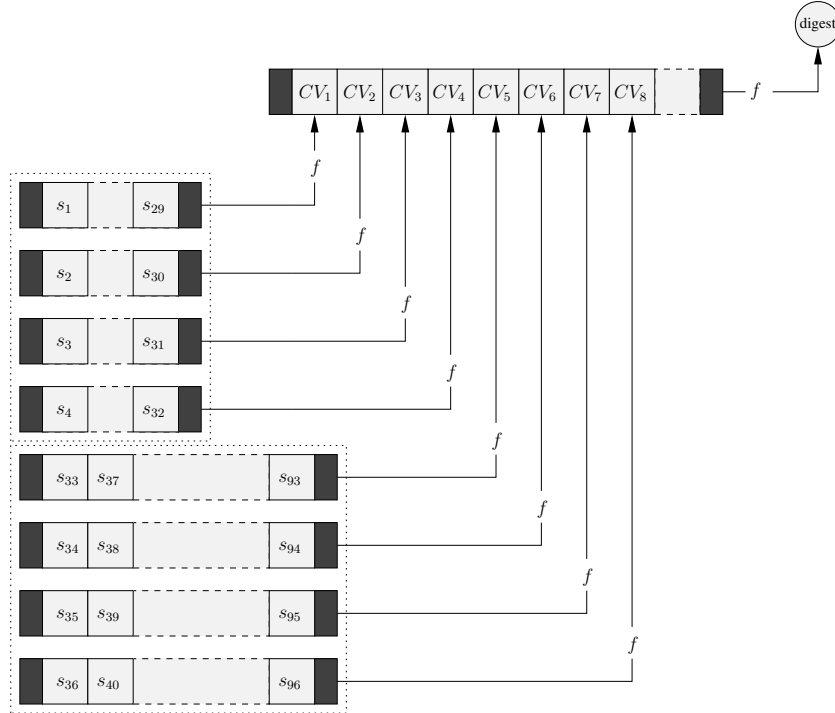 digest
CV₁ CV₂ CV₃ CV₄ CV₅ CV₆ CV₇ CV₈ f
f
s₁ s₂₉
f
s₂ s₃₀
f
s₃ s₃₁
f
s₄ s₃₂
f
s₃₃ s₃₇ s₉₃
f
s₃₄ s₃₈ s₉₄
f
s₃₅ s₃₉ s₉₅
f
s₃₆ s₄₀ s₉₆